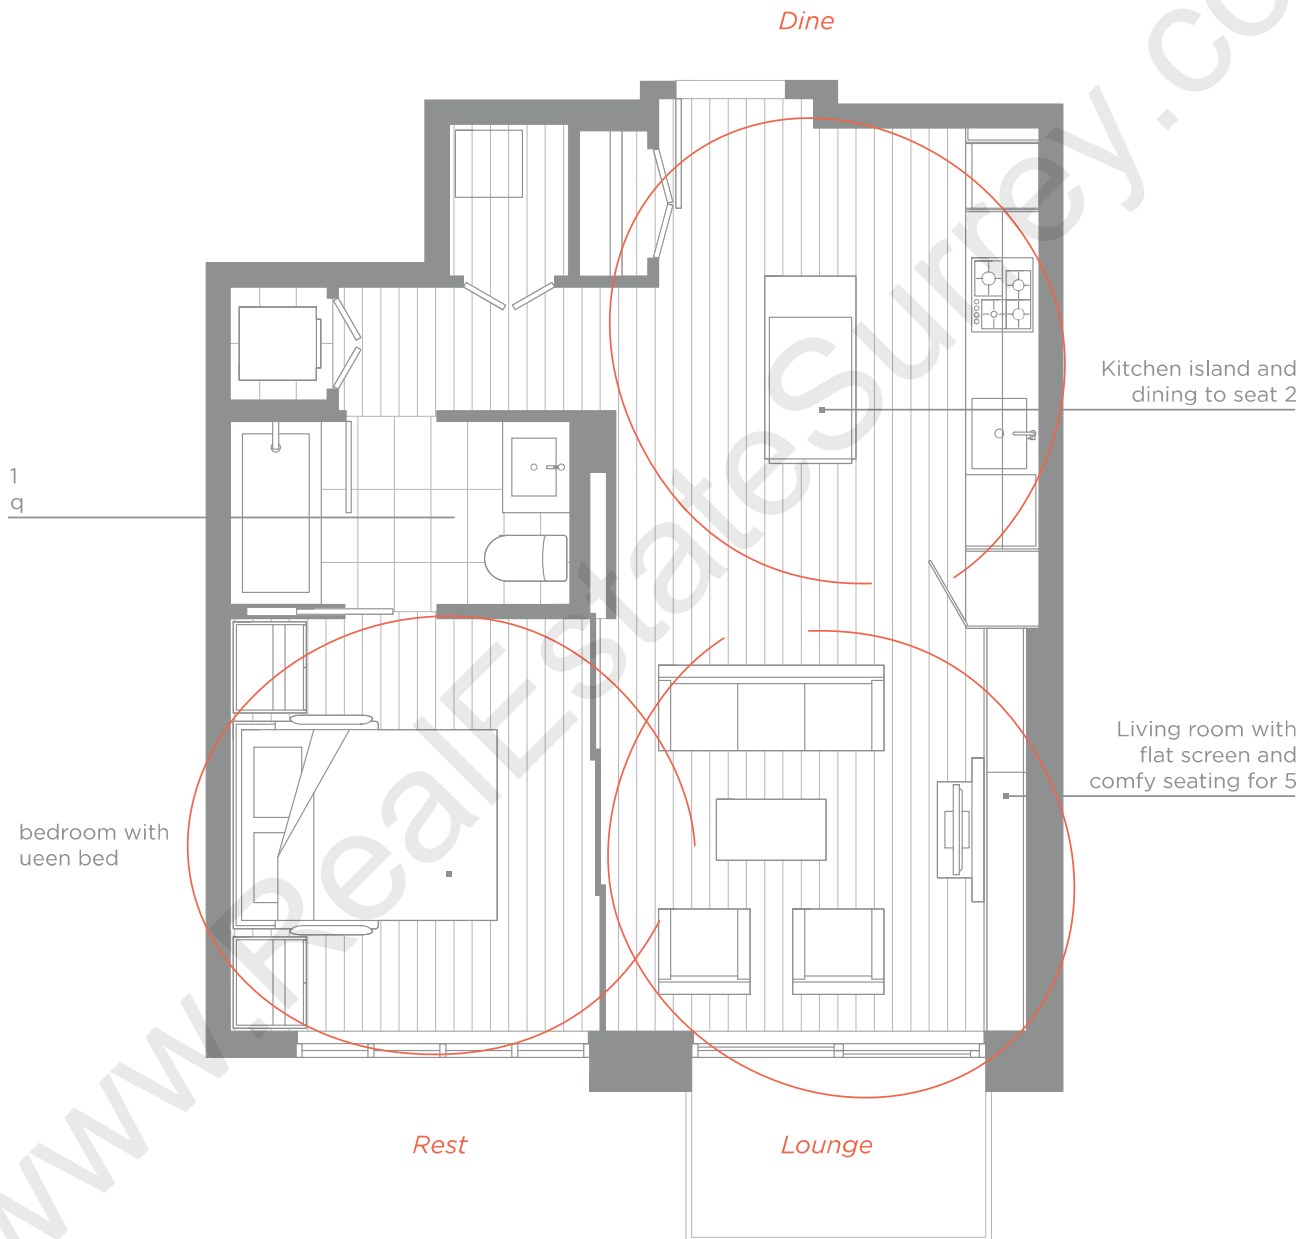 Dine
Kitchen island and
dining to seat 2
1
q
Living room with
flat screen and
comfy seating for 5
bedroom with
ueen bed
Rest
Lounge
www.RealEstateSurrey.co